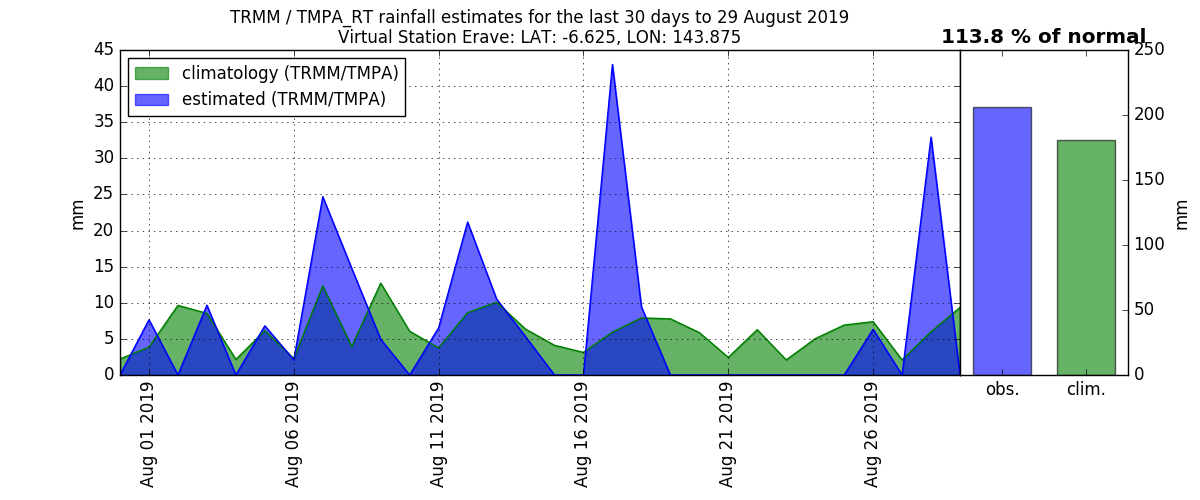 TRMM / TMPA_RT rainfall estimates for the last 30 days to 29 August 2019
Virtual Station Erave: LAT: -6.625, LON: 143.875
113.8 % of normal
climatology (TRMM/TMPA)
estimated (TRMM/TMPA)
mm
45
40
35
30
25
20
15
10
5
0
Aug 01 2019
Aug 06 2019
Aug 11 2019
Aug 16 2019
Aug 21 2019
Aug 26 2019
250
200
150
100
50
0
mm
obs.
clim.